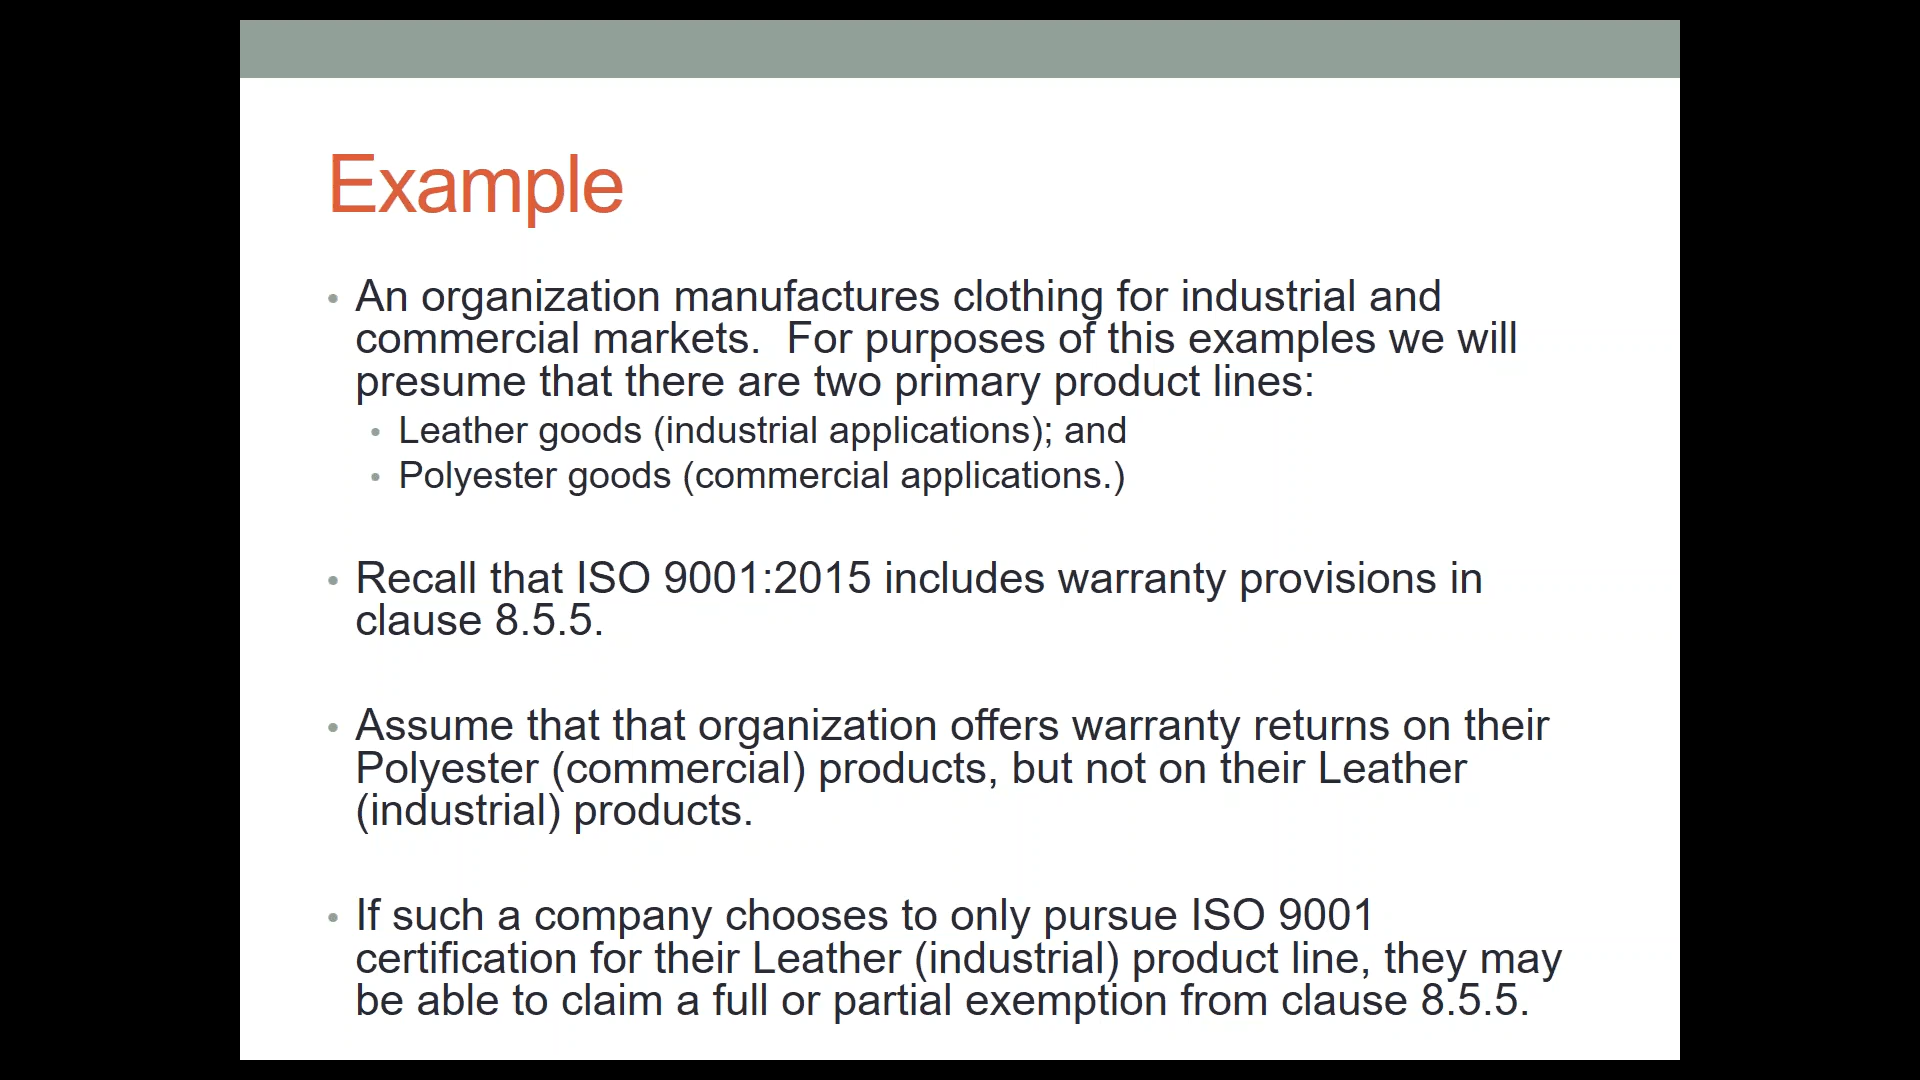 Example
• An organization manufactures clothing for industrial and
commercial markets.  For purposes of this examples we will
presume that there are two primary product lines:
• Leather goods (industrial applications); and
• Polyester goods (commercial applications.)
• Recall that ISO 9001:2015 includes warranty provisions in
clause 8.5.5.
• Assume that that organization offers warranty returns on their
Polyester (commercial) products, but not on their Leather
(industrial) products.
• If such a company chooses to only pursue ISO 9001
certification for their Leather (industrial) product line, they may
be able to claim a full or partial exemption from clause 8.5.5.